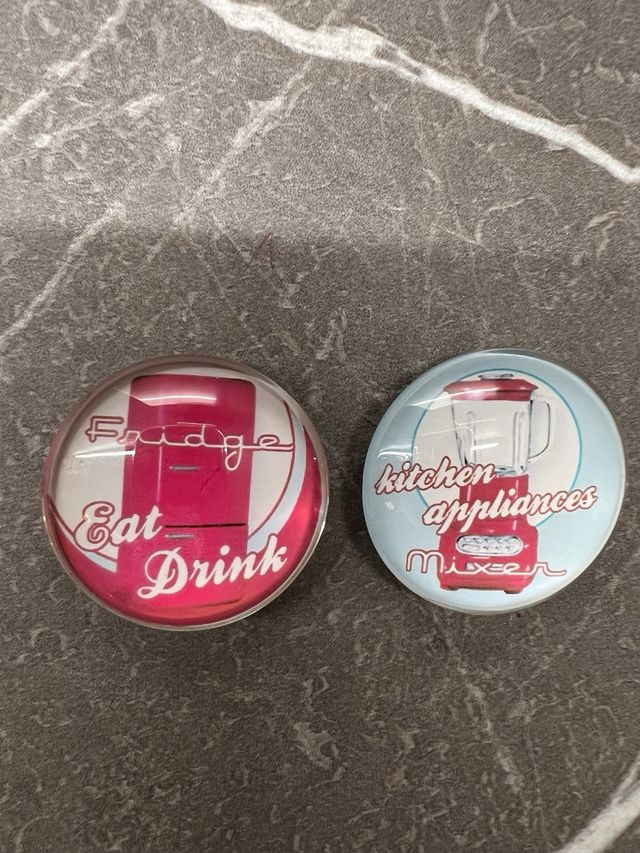 Fridge
Eat
Drink
kitchen
appliances
Mixer